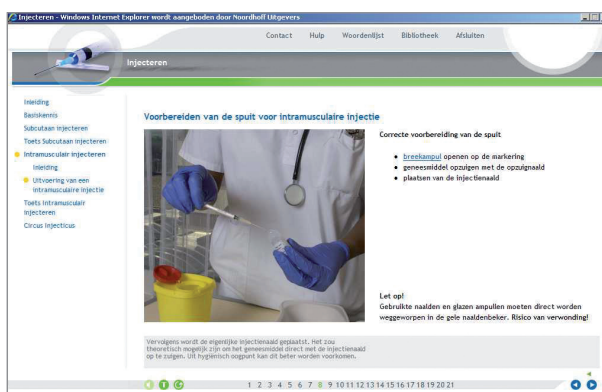 Injecteren - Windows Internet Explorer wordt aangeboden door Noordhoff Uitgevers
Contact Hulp Woordenlijst Bibliotheek Afsluiten
Injecteren
Inleiding
Basiskennis
Subcutaan injecteren
Toets Subcutaan injecteren
Intramusculair injecteren
Inleiding
Uitvoering van een
intramusculaire injectie
Toets Intramusculair
injecteren
Circus Injecticus
Voorbereiden van de spuit voor intramusculaire injectie
Correcte voorbereiding van de spuit
breekampul openen op de markering
geneesmiddel opzuigen met de opzuignaald
plaatsen van de injectienaald
Let op!
Gebruikte naalden en glazen ampullen moeten direct worden
weggeworpen in de gele naaldenbeker. Risico van verwonding!
Vervolgens wordt de eigenlijke injectienaald geplaatst. Het zou
theoretisch mogelijk zijn om het geneesmiddel direct met de injectienaald
op te zuigen. Uit hygiënisch oogpunt kan dit beter worden voorkomen.
1 2 3 4 5 6 7 8 9 10 11 12 13 14 15 16 17 18 19 20 21